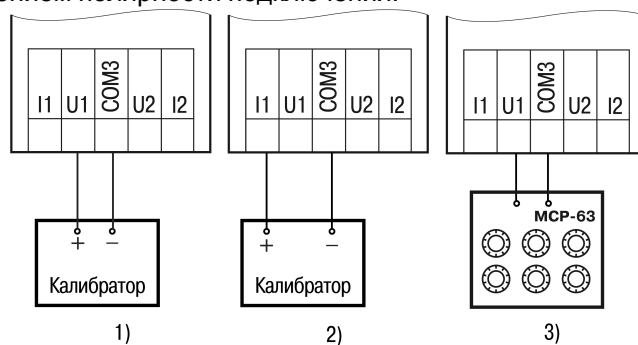 I1 U1 COM3 U2 I2
I1 U1 COM3 U2 I2
I1 U1 COM3 U2 I2
+ −
Калибратор
+ −
Калибратор
МСР-63
1) 2) 3)